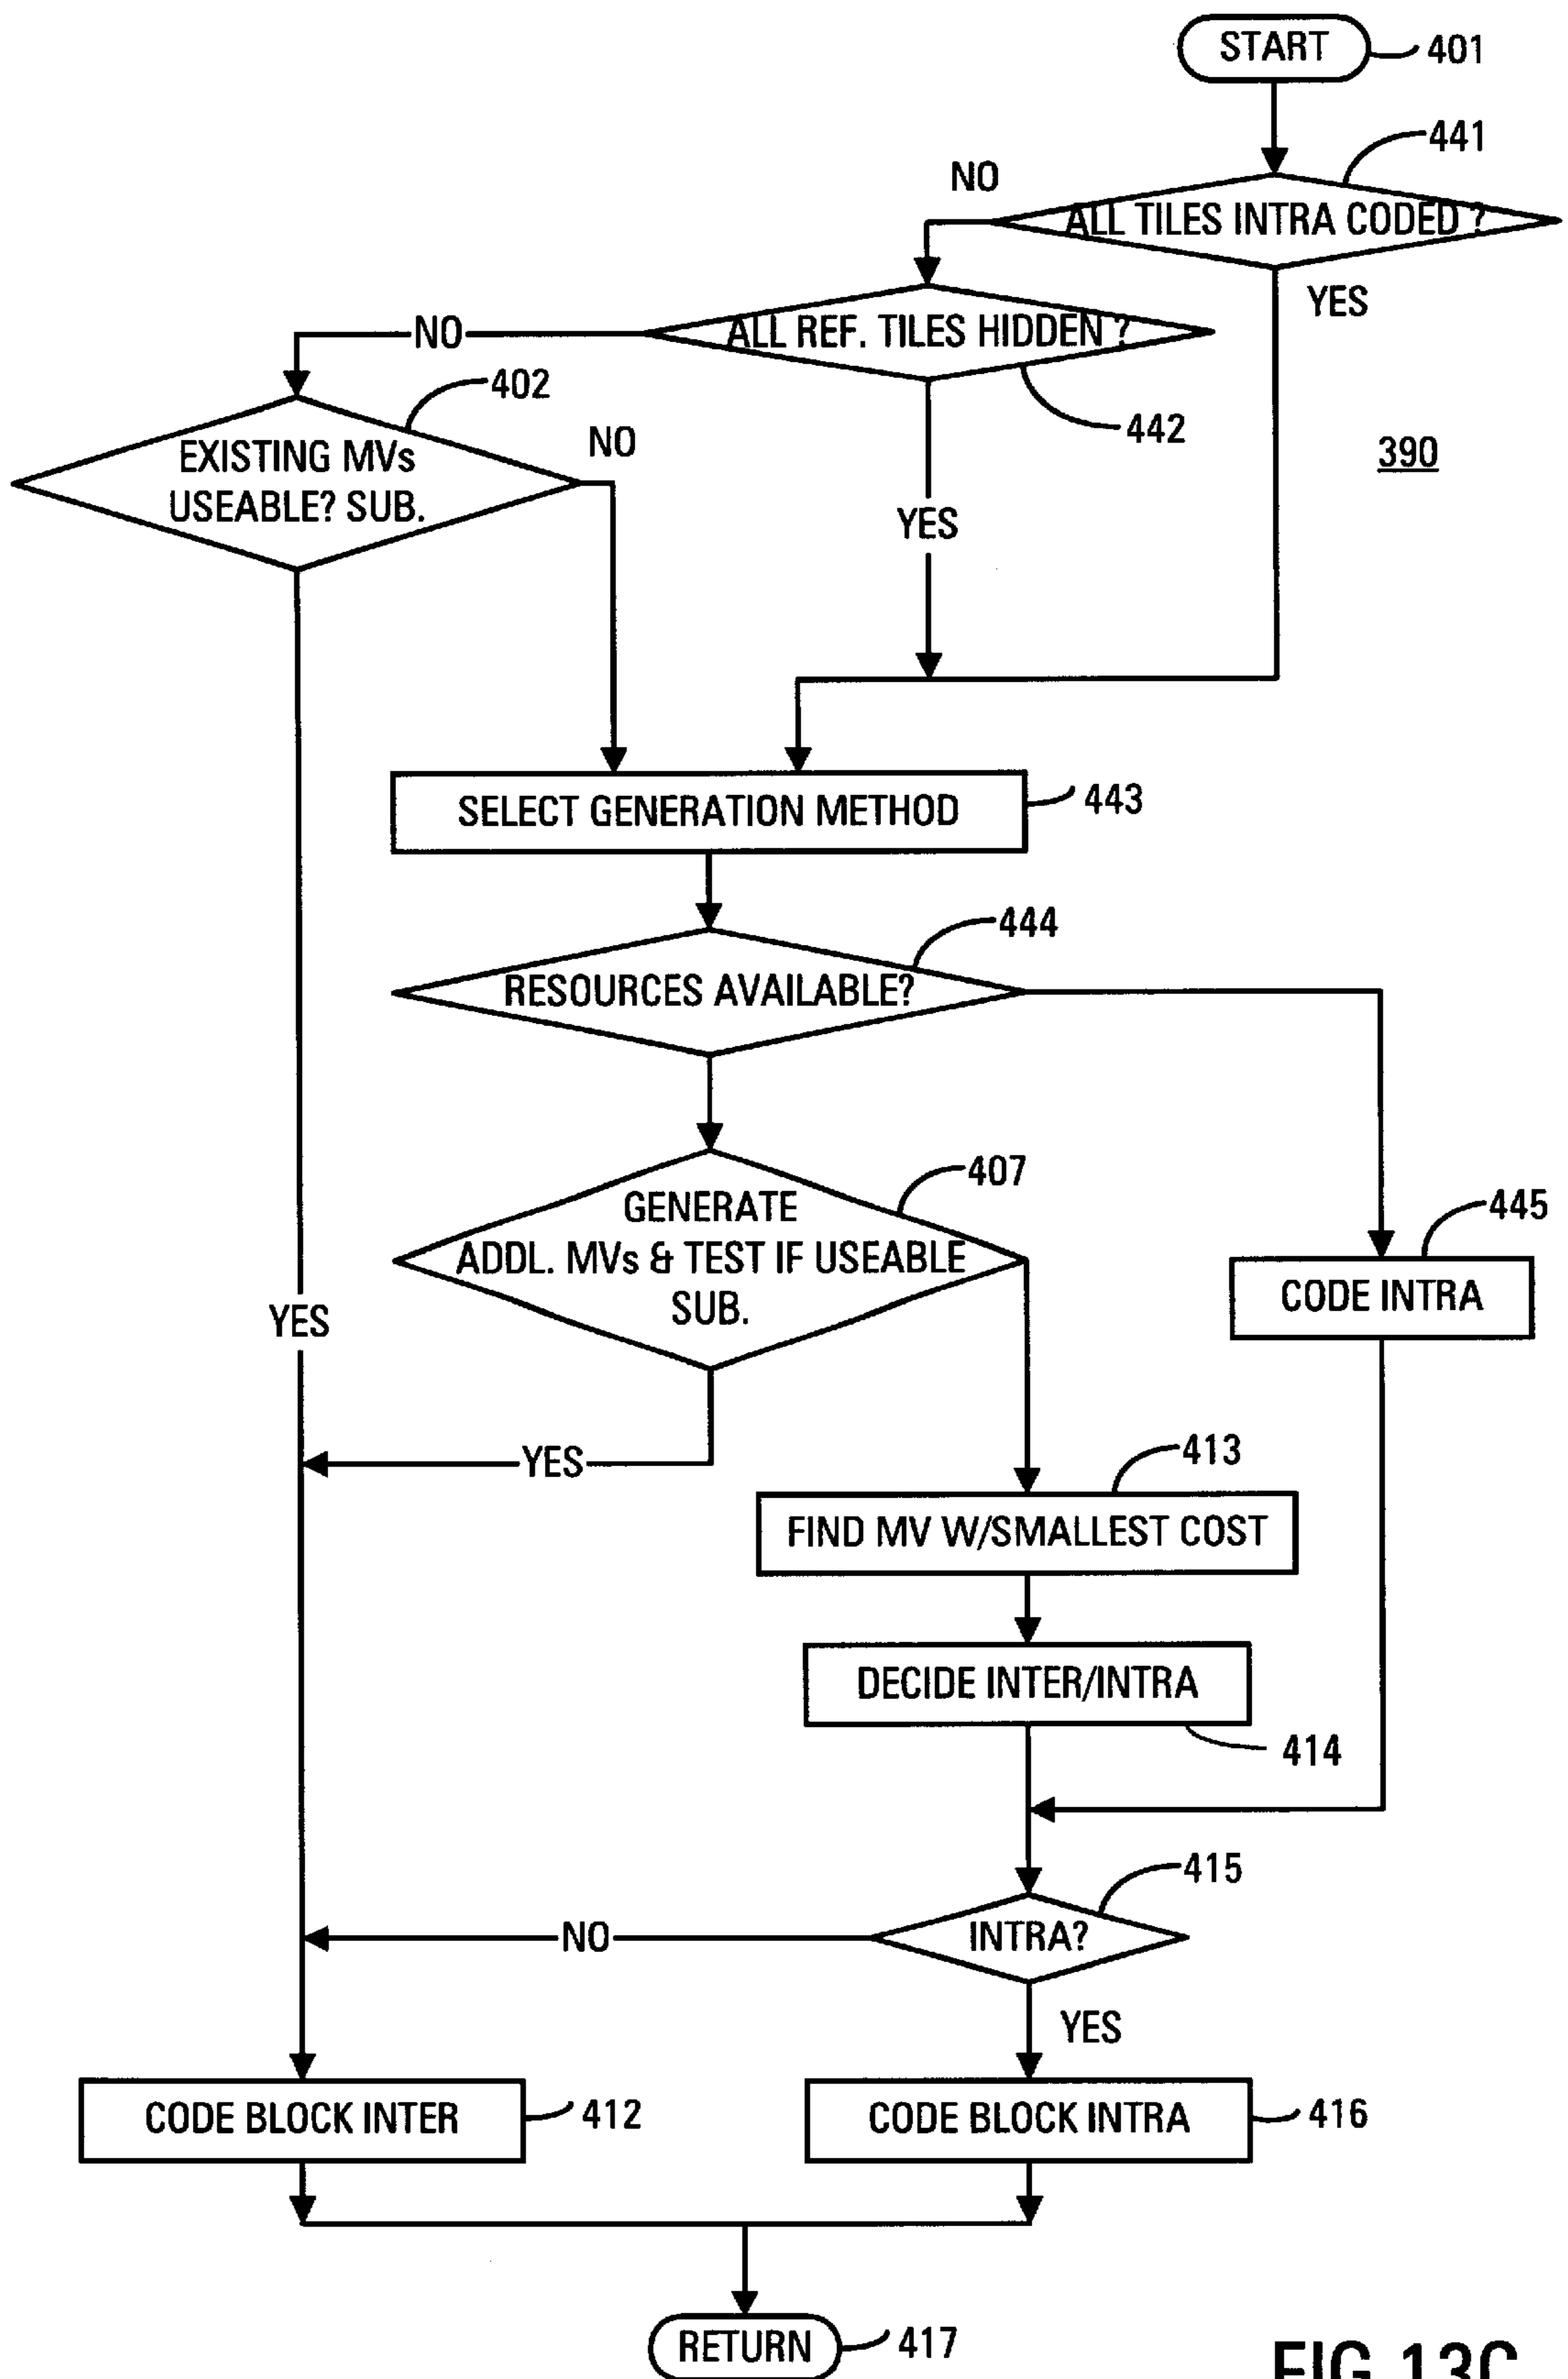 START
401
441
NO
ALL TILES INTRA CODED ?
YES
NO
ALL REF. TILES HIDDEN ?
402
442
EXISTING MVs
USEABLE? SUB.
NO
390
YES
SELECT GENERATION METHOD
443
444
RESOURCES AVAILABLE?
407
GENERATE
ADDL. MVs & TEST IF USEABLE
SUB.
445
CODE INTRA
YES
YES
413
FIND MV W/SMALLEST COST
DECIDE INTER/INTRA
414
415
INTRA?
NO
YES
CODE BLOCK INTER
412
CODE BLOCK INTRA
416
RETURN
417
FIG. 13C